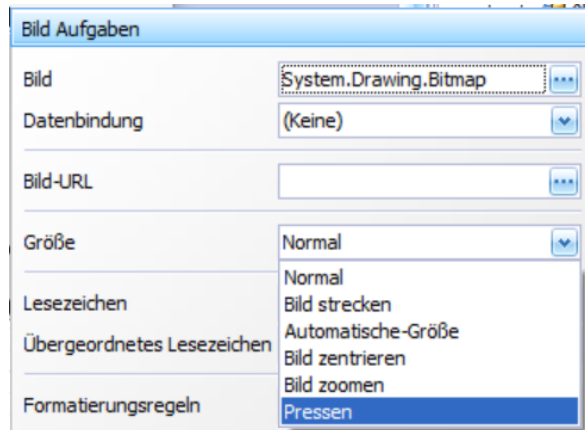 Bild Aufgaben
Bild System.Drawing.Bitmap
Datenbindung (Keine)
Bild-URL
Größe Normal
Normal
Bild strecken
Lesezeichen
Automatische-Größe
Übergeordnetes Lesezeichen
Bild zentrieren
Bild zoomen
Formatierungsregeln
Pressen